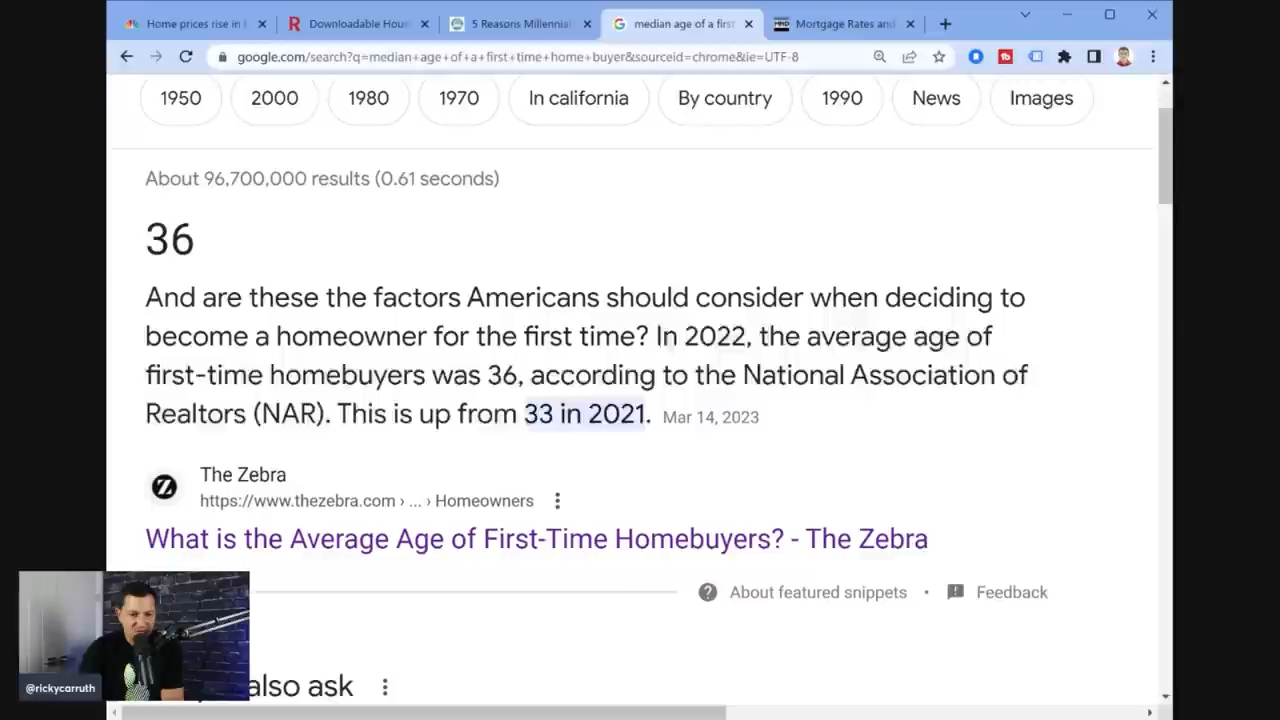 Home prices rise in
Downloadable Hou
5 Reasons Millennia
median age of a first
MND
Mortgage Rates and
google.com/search?q=median+age+of+a+first+time+home+buyer&sourceid=chrome&ie=UTF-8
1950
2000
1980
1970
In california
By country
1990
News
Images
About 96,700,000 results (0.61 seconds)
36
And are these the factors Americans should consider when deciding to
become a homeowner for the first time? In 2022, the average age of
first-time homebuyers was 36, according to the National Association of
Realtors (NAR). This is up from 33 in 2021. Mar 14, 2023
The Zebra
https://www.thezebra.com › ... › Homeowners
What is the Average Age of First-Time Homebuyers? - The Zebra
About featured snippets • Feedback
also ask
@rickycarruth